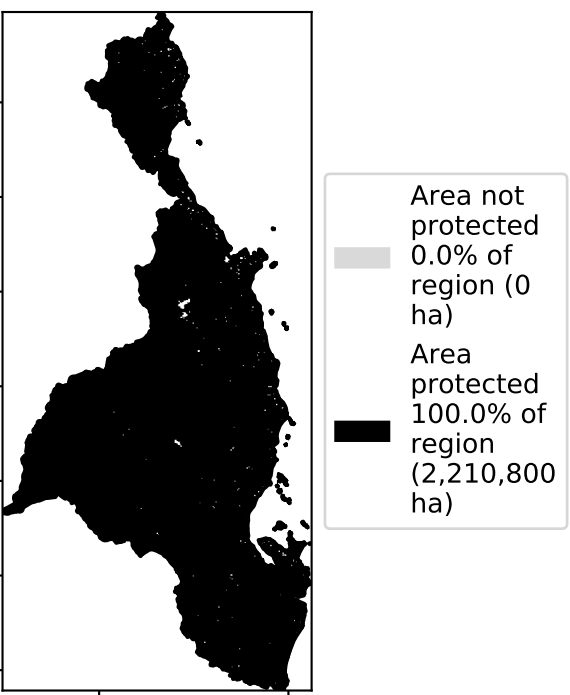 Area not
protected
0.0% of
region (0
ha)
Area
protected
100.0% of
region
(2,210,800
ha)